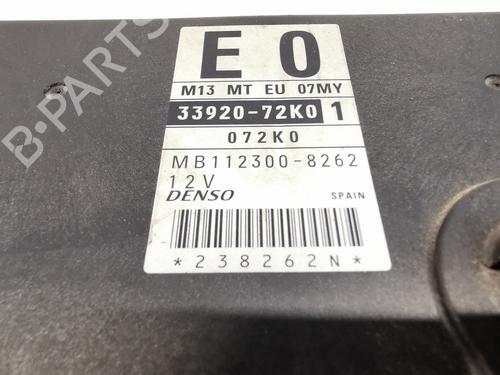 B-PARTS
E 0
M13 MT EU 07MY
33920-72K0 1
072K0
MB112300-8262
12V
DENSO SPAIN
*238262N*